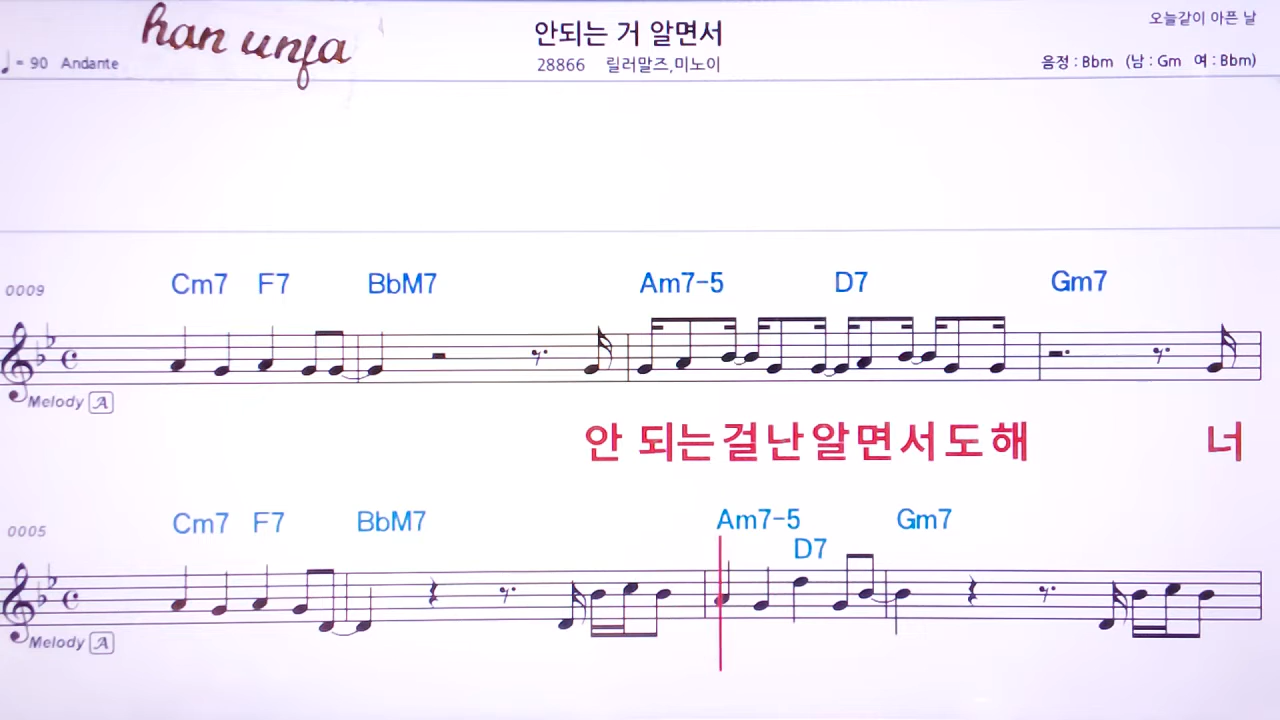 han unfa
안되는 거 알면서
오늘같이 아픈 날
♩= 90 Andante
28866 릴러말즈,미노이
음정 : Bbm (남 : Gm 여 : Bbm)
0009
Cm7 F7 BbM7 Am7-5 D7 Gm7
Melody A
안 되는걸난알면서도해 너
0005
Cm7 F7 BbM7 Am7-5 D7 Gm7
Melody A